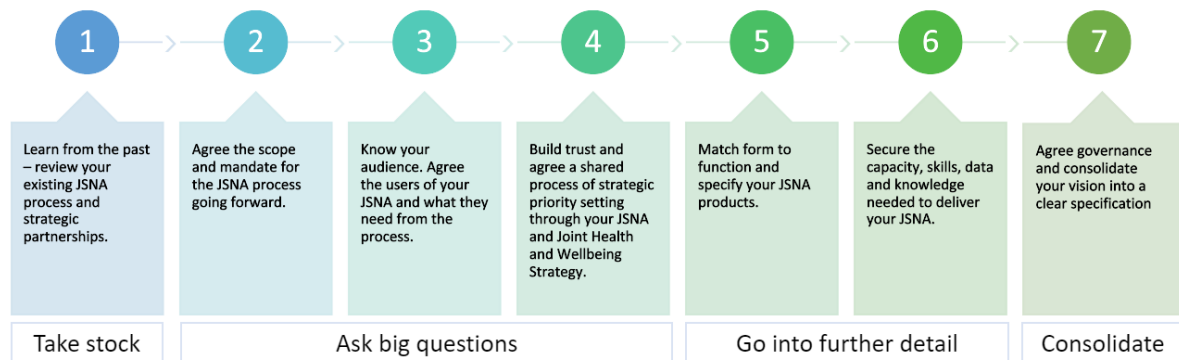 1
2
3
4
5
6
7
Learn from the past
– review your
existing JSNA
process and
strategic
partnerships.
Agree the scope
and mandate for
the JSNA process
going forward.
Know your
audience. Agree
the users of your
JSNA and what they
need from the
process.
Build trust and
agree a shared
process of strategic
priority setting
through your JSNA
and Joint Health
and Wellbeing
Strategy.
Match form to
function and
specify your JSNA
products.
Secure the
capacity, skills, data
and knowledge
needed to deliver
your JSNA.
Agree governance
and consolidate
your vision into a
clear specification
Take stock
Ask big questions
Go into further detail
Consolidate